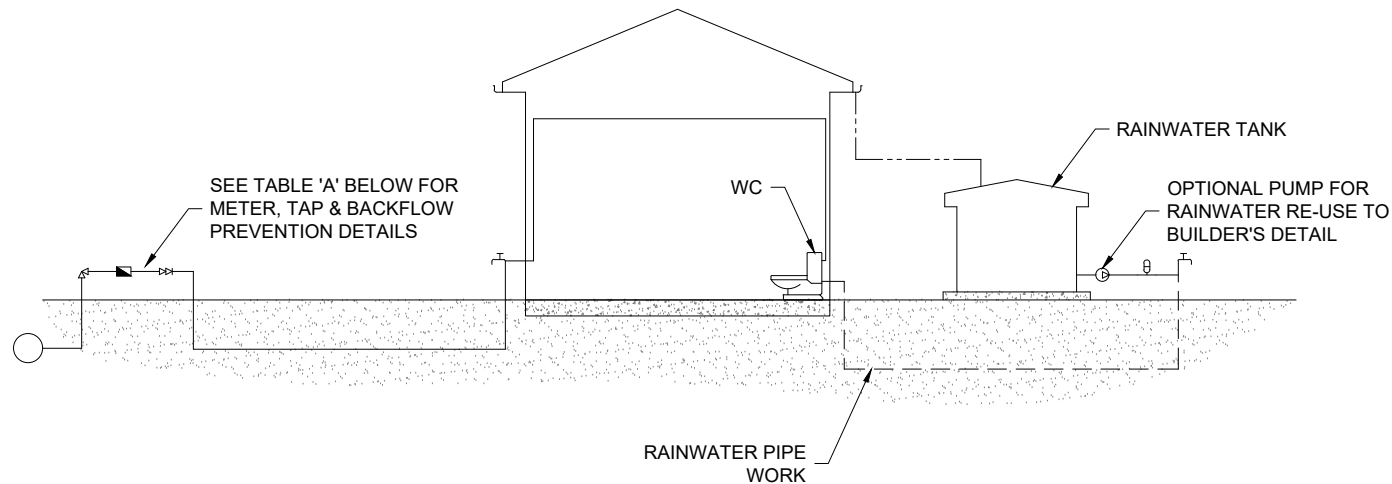 SEE TABLE 'A' BELOW FOR
METER, TAP & BACKFLOW
PREVENTION DETAILS
WC
RAINWATER TANK
OPTIONAL PUMP FOR
RAINWATER RE-USE TO
BUILDER'S DETAIL
RAINWATER PIPE
WORK